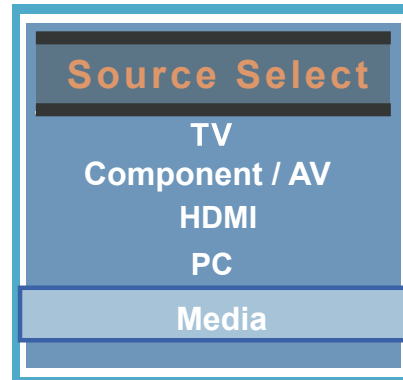 Source Select
TV
Component / AV
HDMI
PC
Media